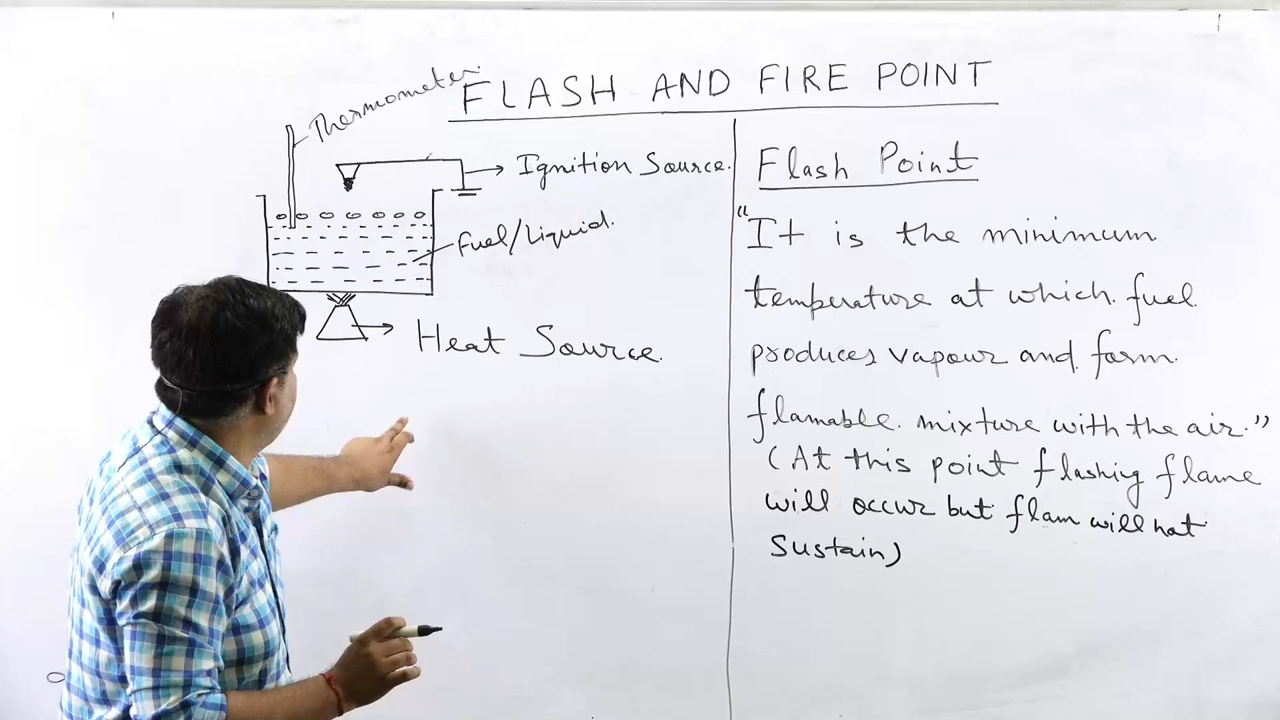 FLASH AND FIRE POINT
Thermometer.
Ignition Source.
Fuel/Liquid.
Heat Source.
Flash Point
"It is the minimum
temperature at which fuel
produces vapour and form
flamable mixture with the air."
(At this point flashing flame
will occur but flam will not
Sustain)